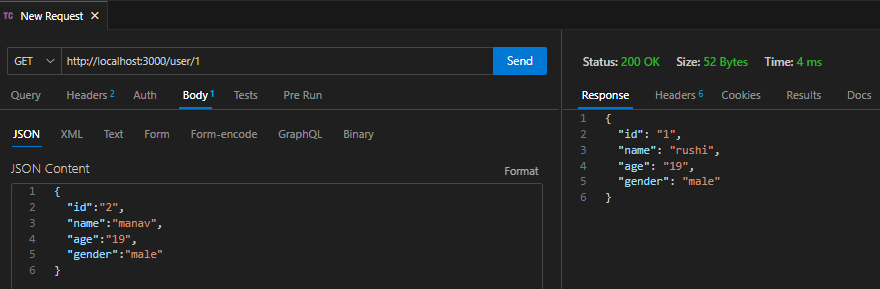 TC New Request ×
GET http://localhost:3000/user/1 Send
Query Headers 2 Auth Body 1 Tests Pre Run
JSON XML Text Form Form-encode GraphQL Binary
JSON Content Format
1 {
2 "id":"2",
3 "name":"manav",
4 "age":"19",
5 "gender":"male"
6 }
Status: 200 OK Size: 52 Bytes Time: 4 ms
Response Headers 6 Cookies Results Docs
1 {
2 "id": "1",
3 "name": "rushi",
4 "age": "19",
5 "gender": "male"
6 }